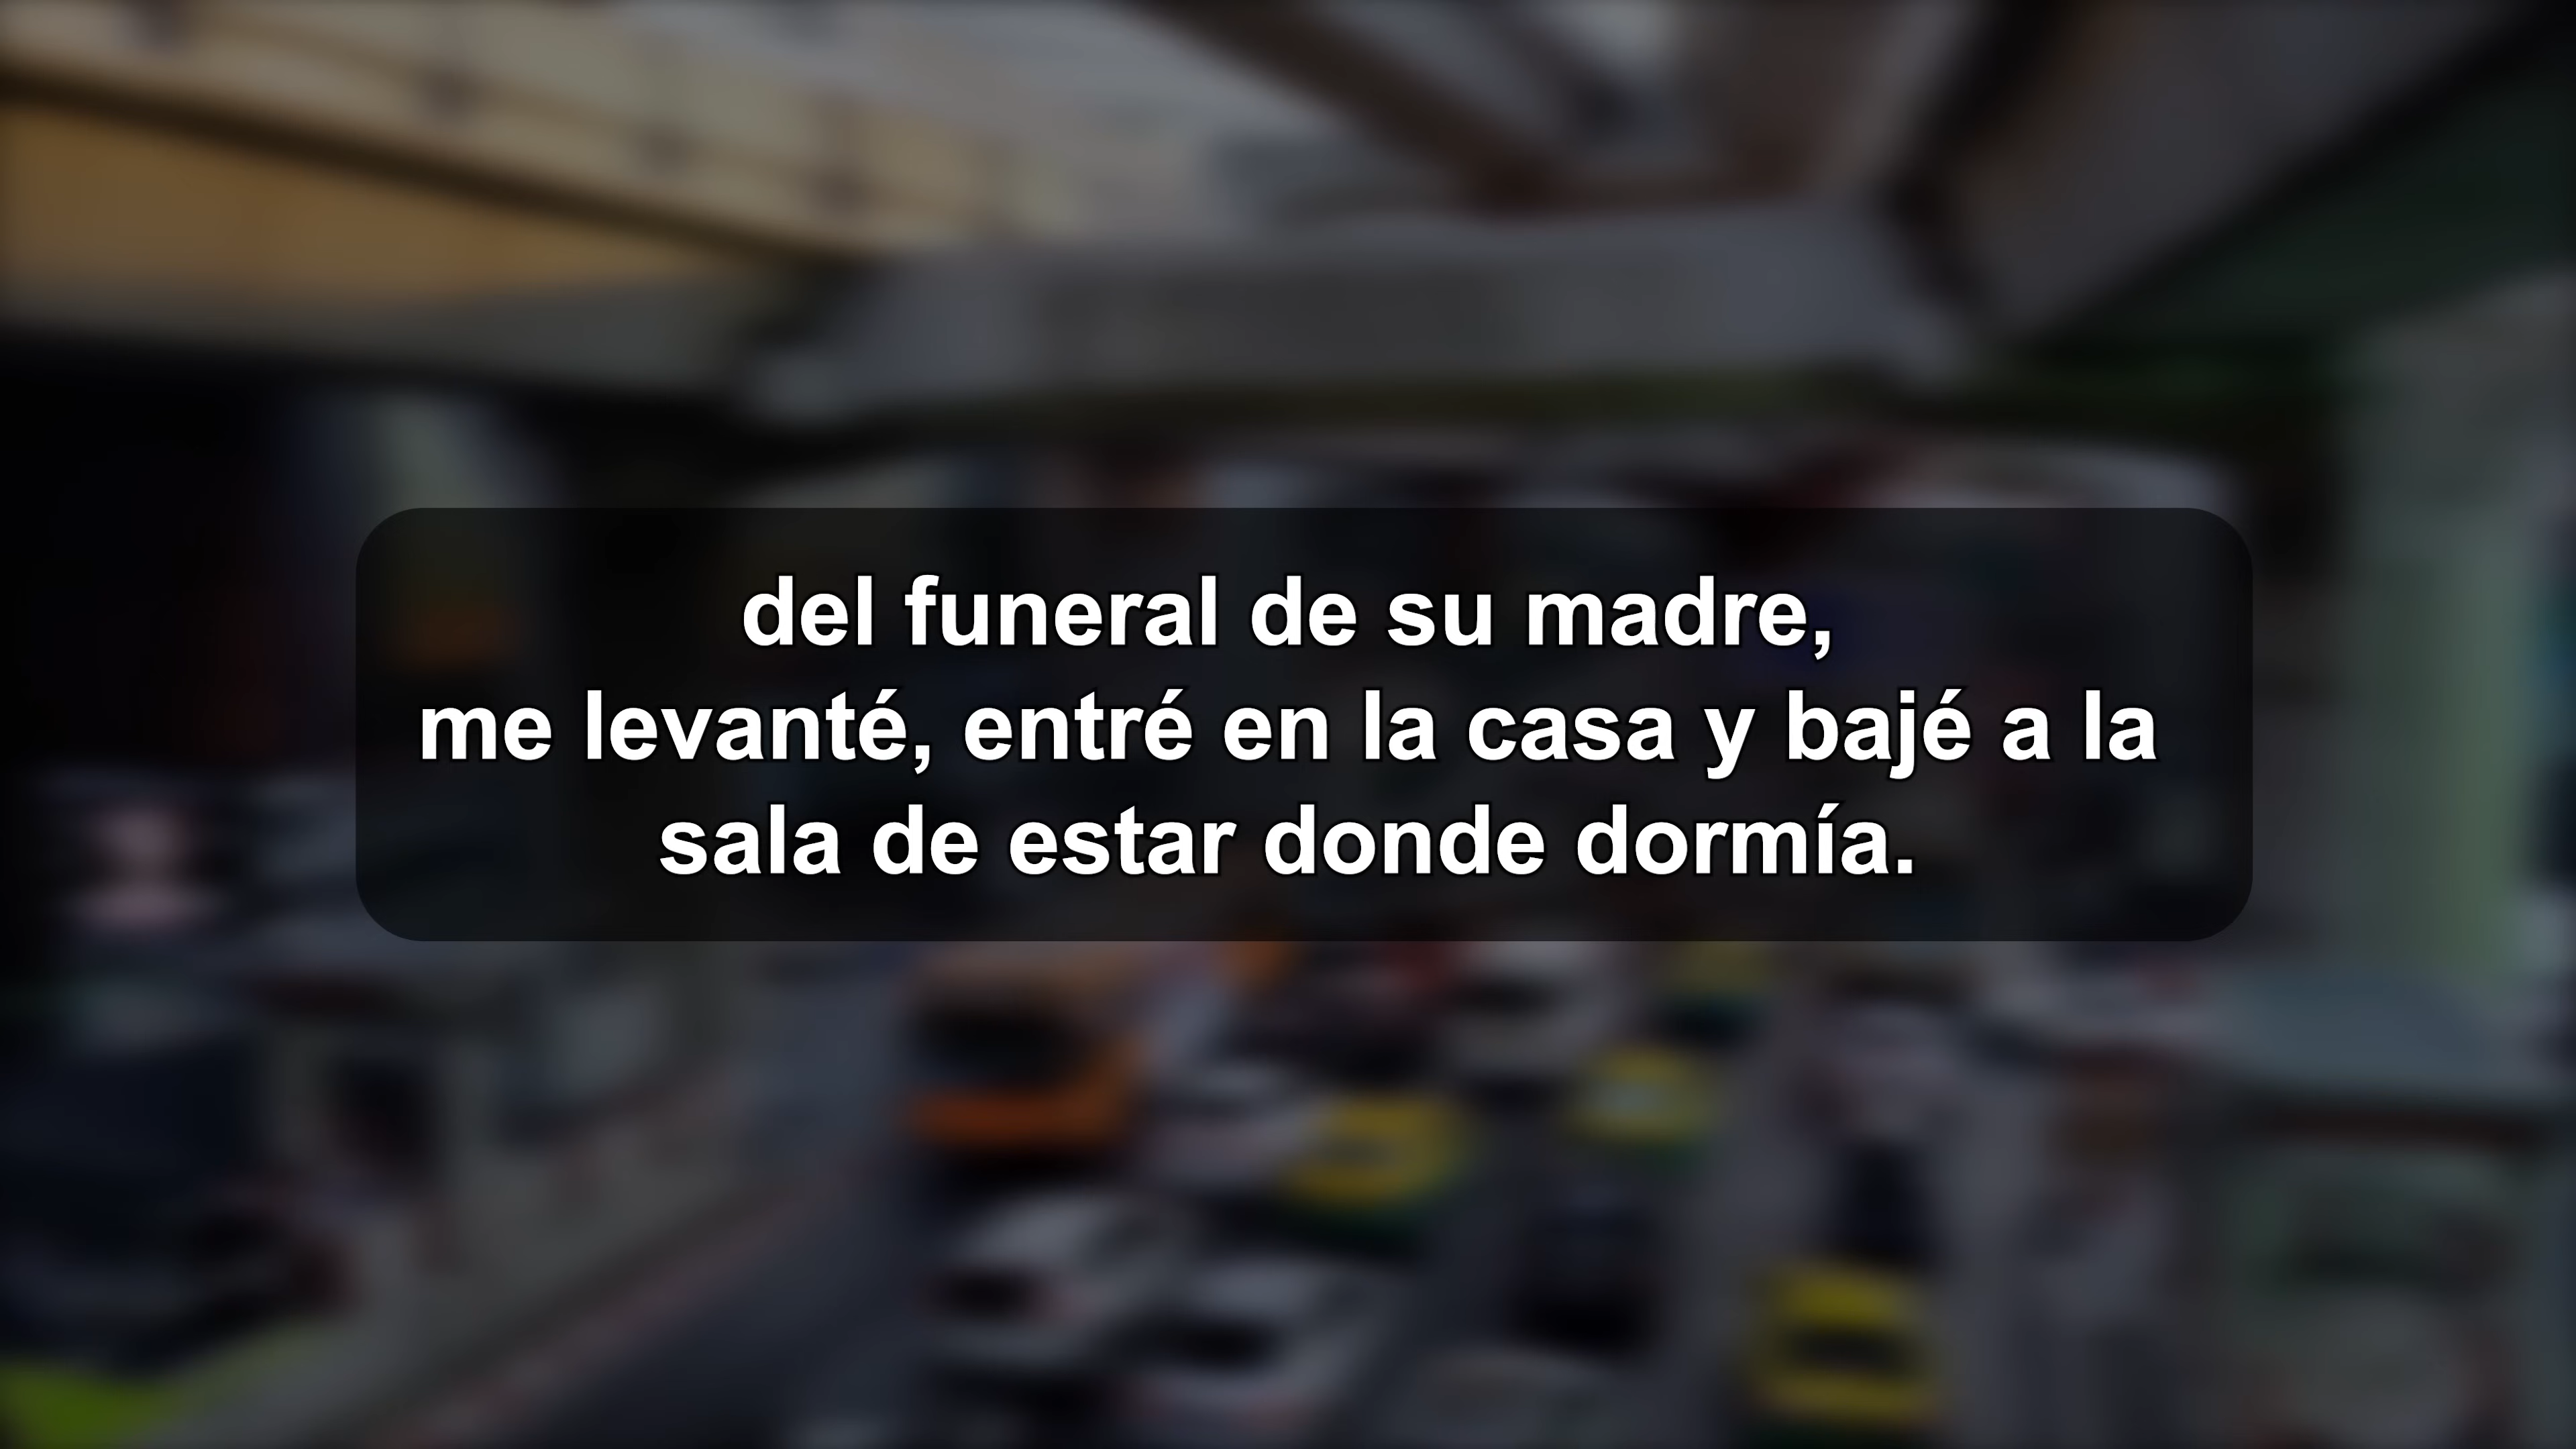 del funeral de su madre,
me levanté, entré en la casa y bajé a la
sala de estar donde dormía.